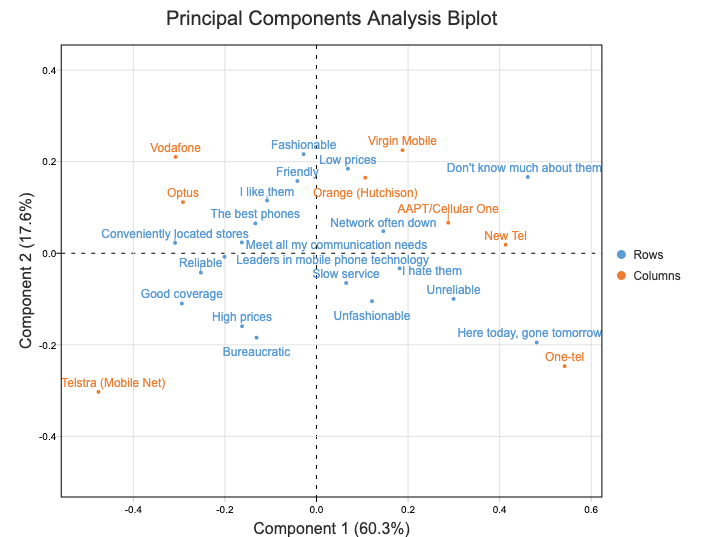 Principal Components Analysis Biplot
Component 2 (17.6%)
0.4
0.2
0.0
-0.2
-0.4
Virgin Mobile
Fashionable
Vodafone
Low prices
Don't know much about them
Friendly
Optus
I like them
Orange (Hutchison)
AAPT/Cellular One
The best phones
Network often down
Conveniently located stores
New Tel
Meet all my communication needs
Reliable
Leaders in mobile phone technology
Slow service
I hate them
Good coverage
Unreliable
High prices
Unfashionable
Here today, gone tomorrow
Bureaucratic
One-tel
Telstra (Mobile Net)
Rows
Columns
-0.4
-0.2
0.0
0.2
0.4
0.6
Component 1 (60.3%)